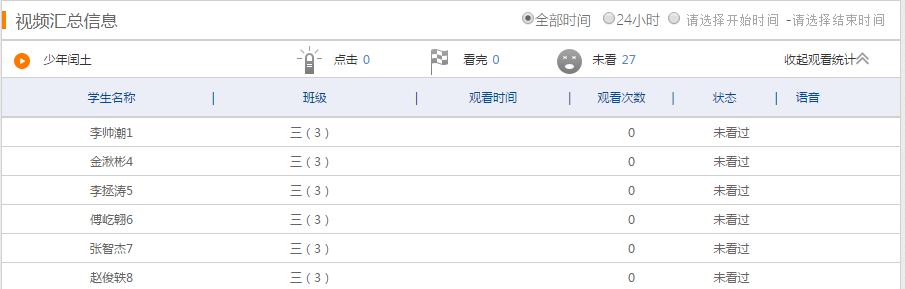 视频汇总信息 全部时间 24小时 请选择开始时间 -请选择结束时间
少年闰土 点击 0 看完 0 未看 27 收起观看统计
学生名称 | 班级 | 观看时间 | 观看次数 | 状态 | 语音
李帅潮1 三（3） 0 未看过
金湫彬4 三（3） 0 未看过
李拯涛5 三（3） 0 未看过
傅屹翱6 三（3） 0 未看过
张智杰7 三（3） 0 未看过
赵俊轶8 三（3） 0 未看过